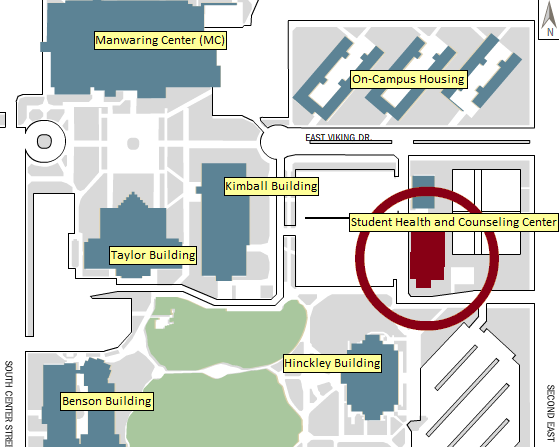 N
Manwaring Center (MC)
On-Campus Housing
EAST VIKING DR.
Kimball Building
Student Health and Counseling Center
Taylor Building
Hinckley Building
Benson Building
SOUTH CENTER STRE
SECOND EAST